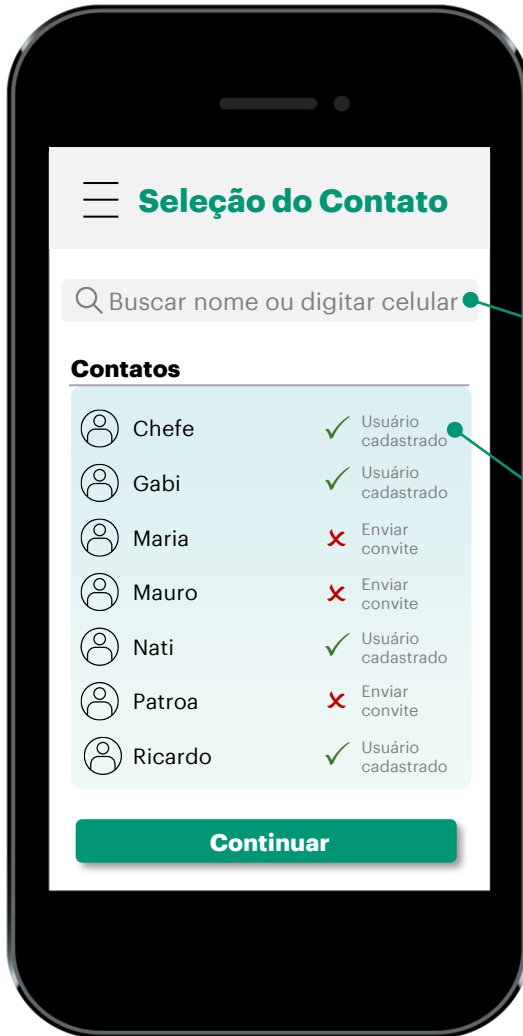 Seleção do Contato
Buscar nome ou digitar celular
Contatos
Chefe
Usuário
cadastrado
Gabi
Usuário
cadastrado
Maria
Enviar
convite
Mauro
Enviar
convite
Nati
Usuário
cadastrado
Patroa
Enviar
convite
Ricardo
Usuário
cadastrado
Continuar